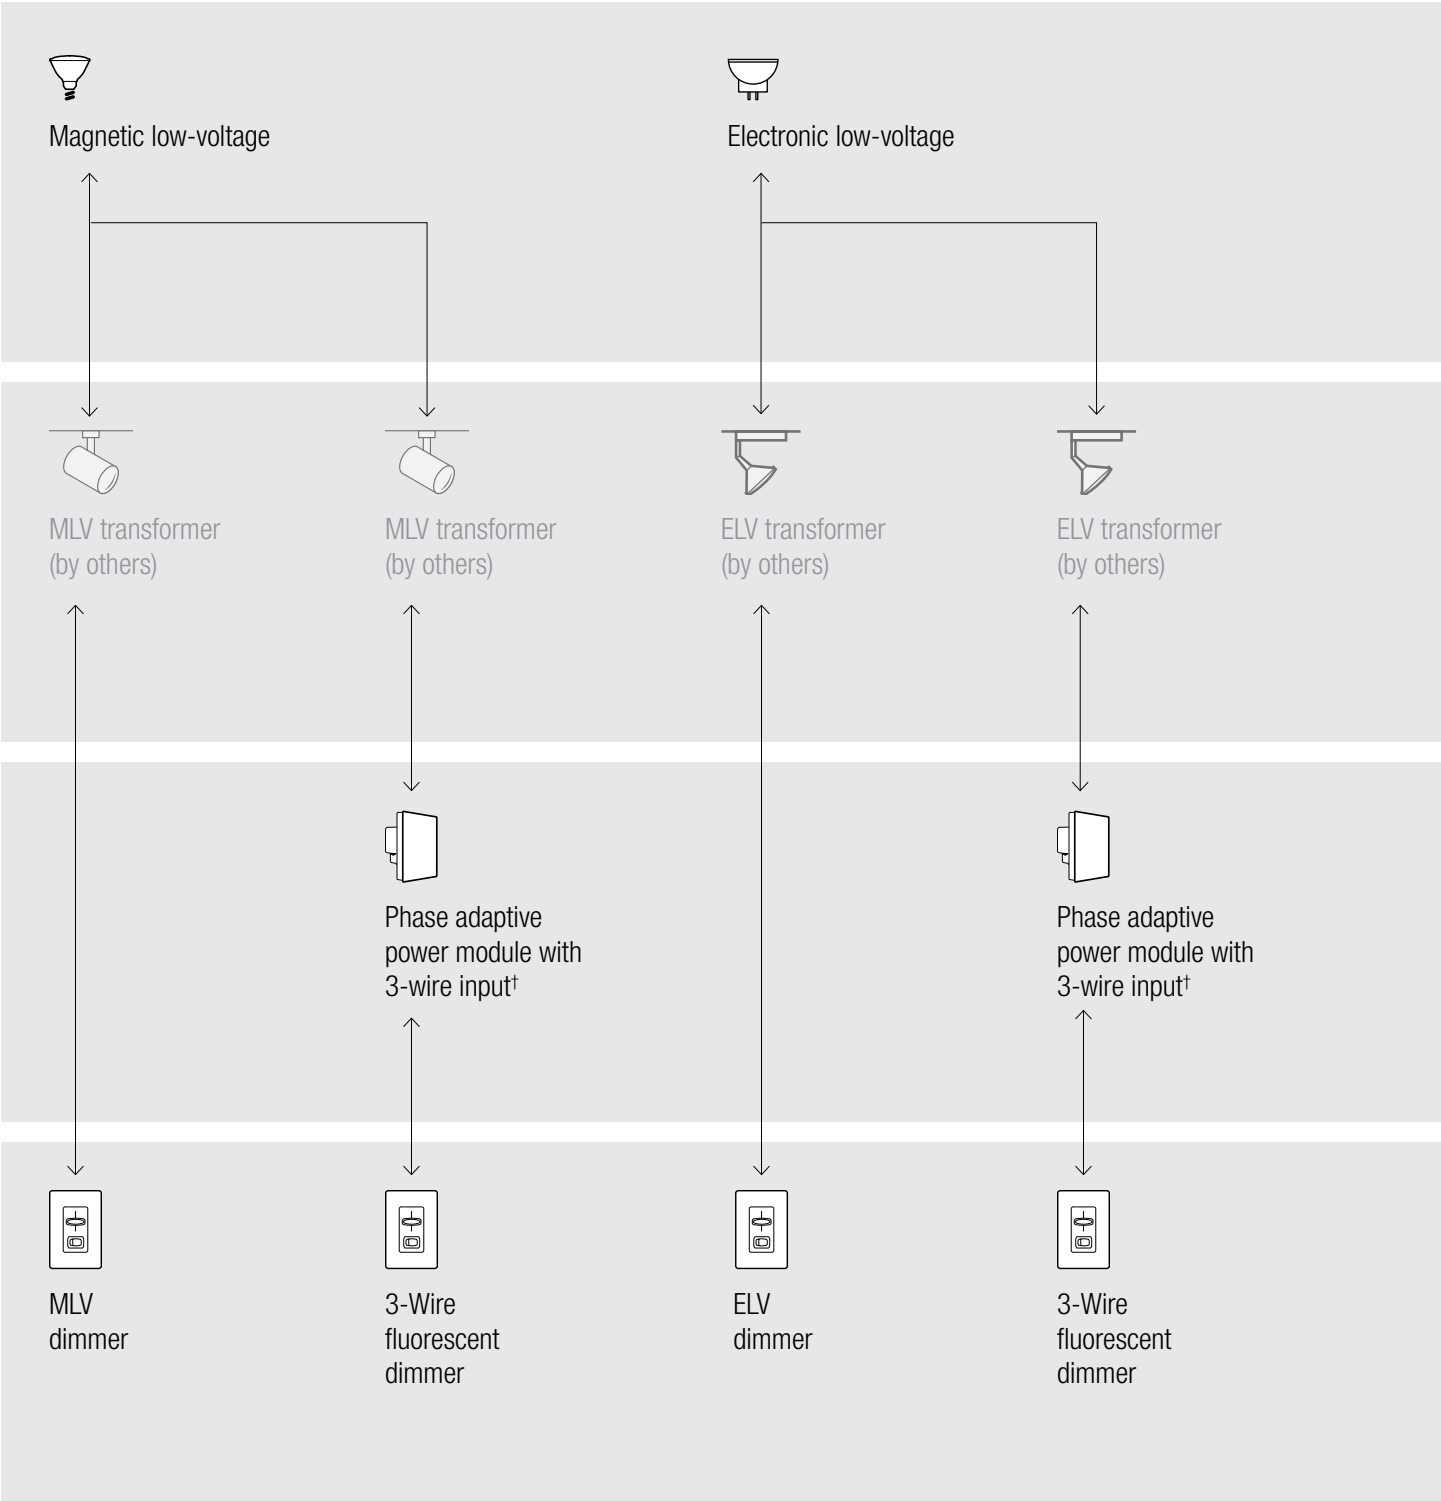 Magnetic low-voltage
Electronic low-voltage
MLV transformer
(by others)
MLV transformer
(by others)
ELV transformer
(by others)
ELV transformer
(by others)
Phase adaptive
power module with
3-wire input†
Phase adaptive
power module with
3-wire input†
MLV
dimmer
3-Wire
fluorescent
dimmer
ELV
dimmer
3-Wire
fluorescent
dimmer